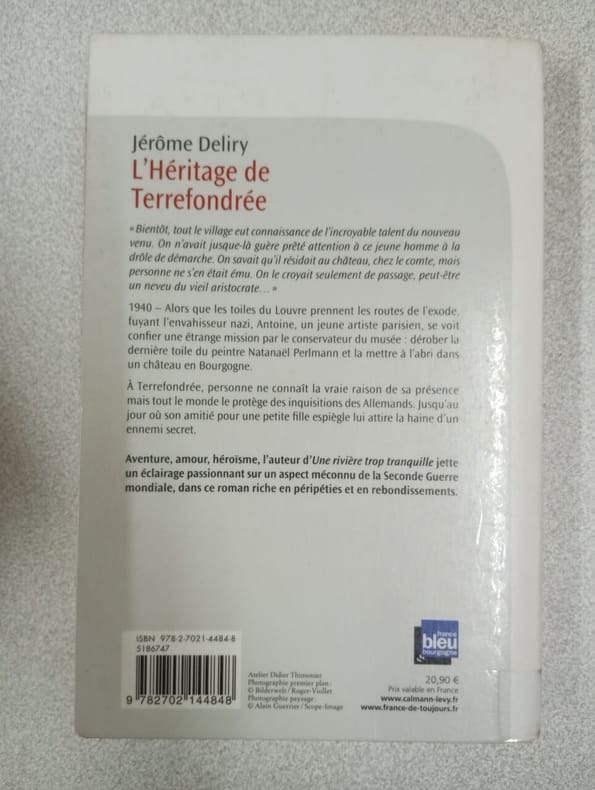 Jérôme Deliry
L'Héritage de
Terrefondrée
« Bientôt, tout le village eut connaissance de l'incroyable talent du nouveau
venu. On n'avait jusque-là guère prêté attention à ce jeune homme à la
drôle de démarche. On savait qu'il résidait au château, chez le comte, mais
personne ne s'en était ému. On le croyait seulement de passage, peut-être
un neveu du vieil aristocrate… »
1940 – Alors que les toiles du Louvre prennent les routes de l'exode,
fuyant l'envahisseur nazi, Antoine, un jeune artiste parisien, se voit
confier une étrange mission par le conservateur du musée : dérober la
dernière toile du peintre Natanaël Perlmann et la mettre à l'abri dans
un château en Bourgogne.
À Terrefondrée, personne ne connaît la vraie raison de sa présence
mais tout le monde le protège des inquisitions des Allemands. Jusqu'au
jour où son amitié pour une petite fille espiègle lui attire la haine d'un
ennemi secret.
Aventure, amour, héroïsme, l'auteur d'Une rivière trop tranquille jette
un éclairage passionnant sur un aspect méconnu de la Seconde Guerre
mondiale, dans ce roman riche en péripéties et en rebondissements.
ISBN 978-2-7021-4484-8
5186747
9 782702 144848
Atelier Didier Thimonier
Photographie premier plan :
© Bilderwelt / Roger-Viollet
Photographie paysage :
© Alain Guerrier / Scope-Image
france
bleu
bourgogne
20,90 €
Prix valable en France
www.calmann-levy.fr
www.france-de-toujours.fr